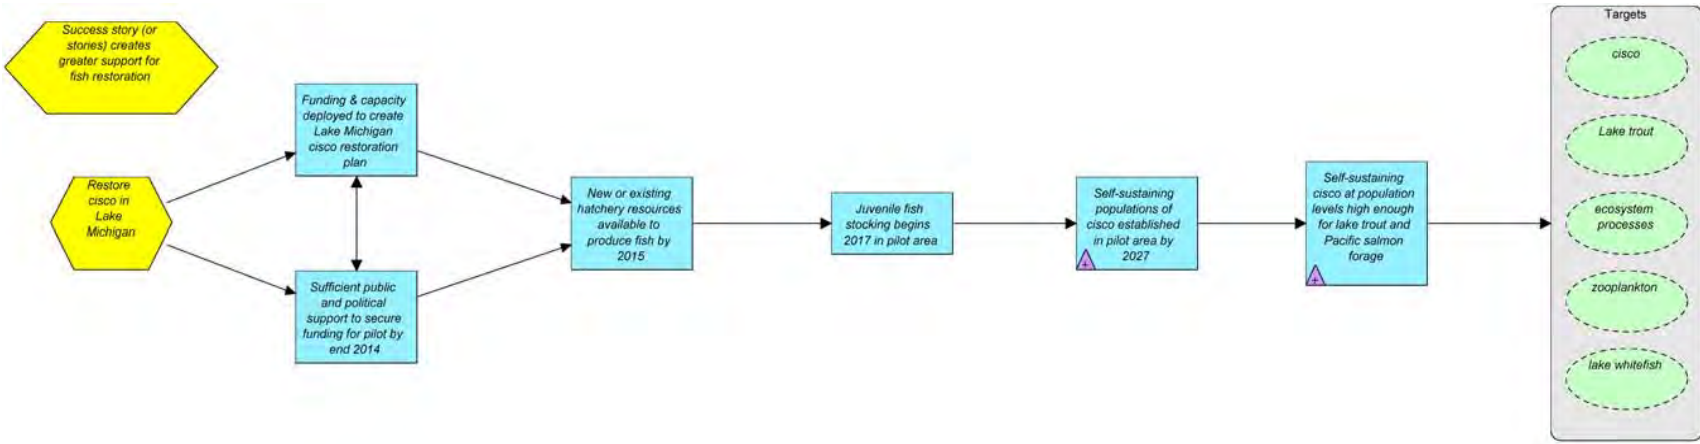 Success story (or
stories) creates
greater support for
fish restoration
Restore
cisco in
Lake
Michigan
Funding & capacity
deployed to create
Lake Michigan
cisco restoration
plan
Sufficient public
and political
support to secure
funding for pilot by
end 2014
New or existing
hatchery resources
available to
produce fish by
2015
Juvenile fish
stocking begins
2017 in pilot area
Self-sustaining
populations of
cisco established
in pilot area by
2027
+
Self-sustaining
cisco at population
levels high enough
for lake trout and
Pacific salmon
forage
+
Targets
cisco
Lake trout
ecosystem
processes
zooplankton
lake whitefish